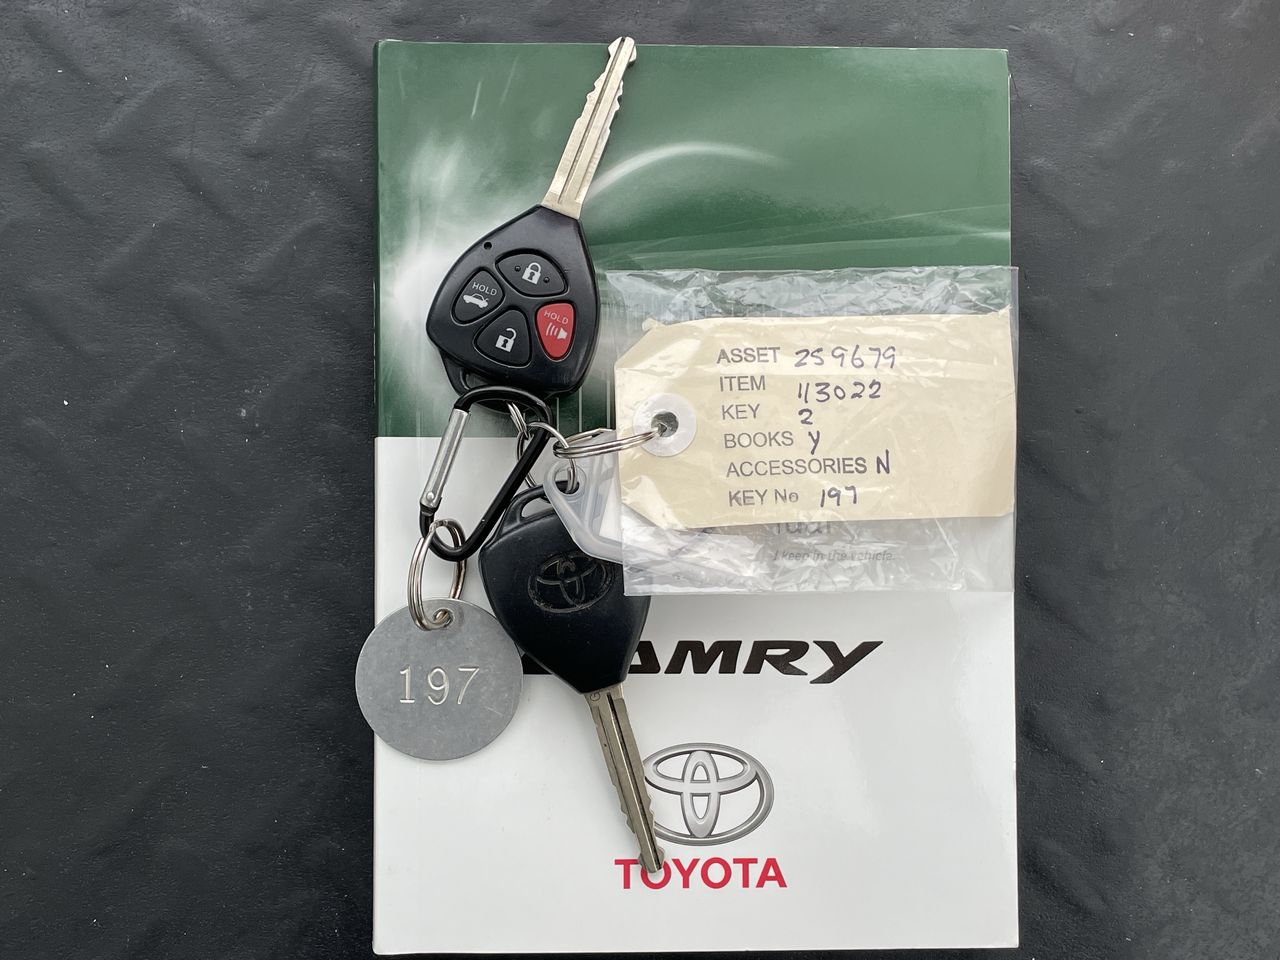 HOLD
HOLD
ASSET 259679
ITEM 113022
KEY 2
BOOKS Y
ACCESSORIES N
KEY No 197
keep in the vehicle.
197
AMRY
TOYOTA